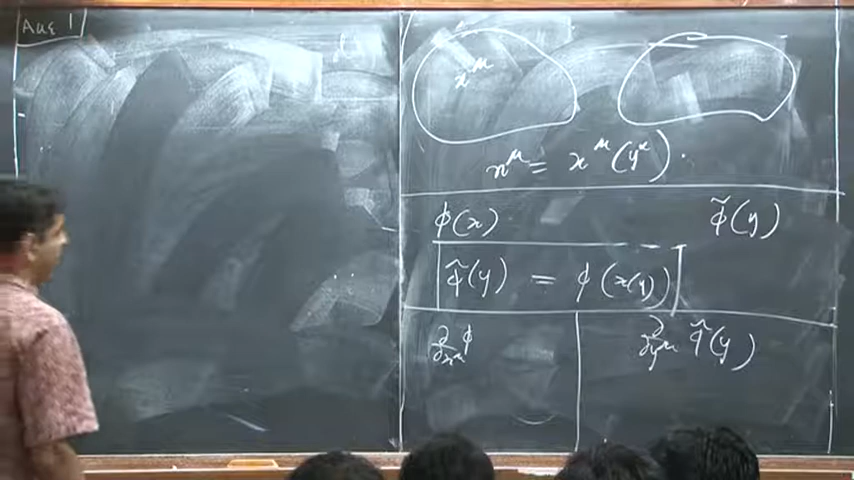 Aug 1
x^μ
x^μ = x^μ(y^α).
ϕ(x) ϕ̃(y)
ϕ̃(y) = ϕ(x(y))
∂/∂x^μ ϕ ∂/∂y^μ ϕ̃(y)